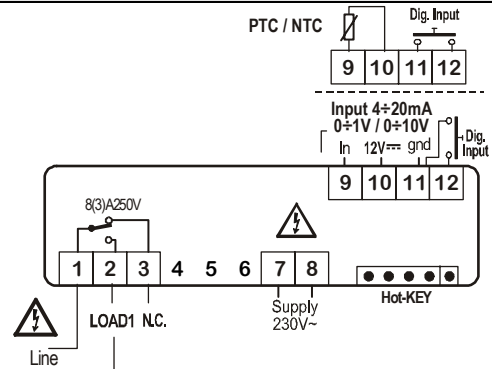 PTC / NTC
Dig. Input
9 10 11 12
Input 4÷20mA
0÷1V / 0÷10V
In 12V⎓ gnd
Dig.
Input
9 10 11 12
8(3)A250V
1 2 3 4 5 6 7 8
Hot-KEY
Supply
230V~
LOAD1 N.C.
Line